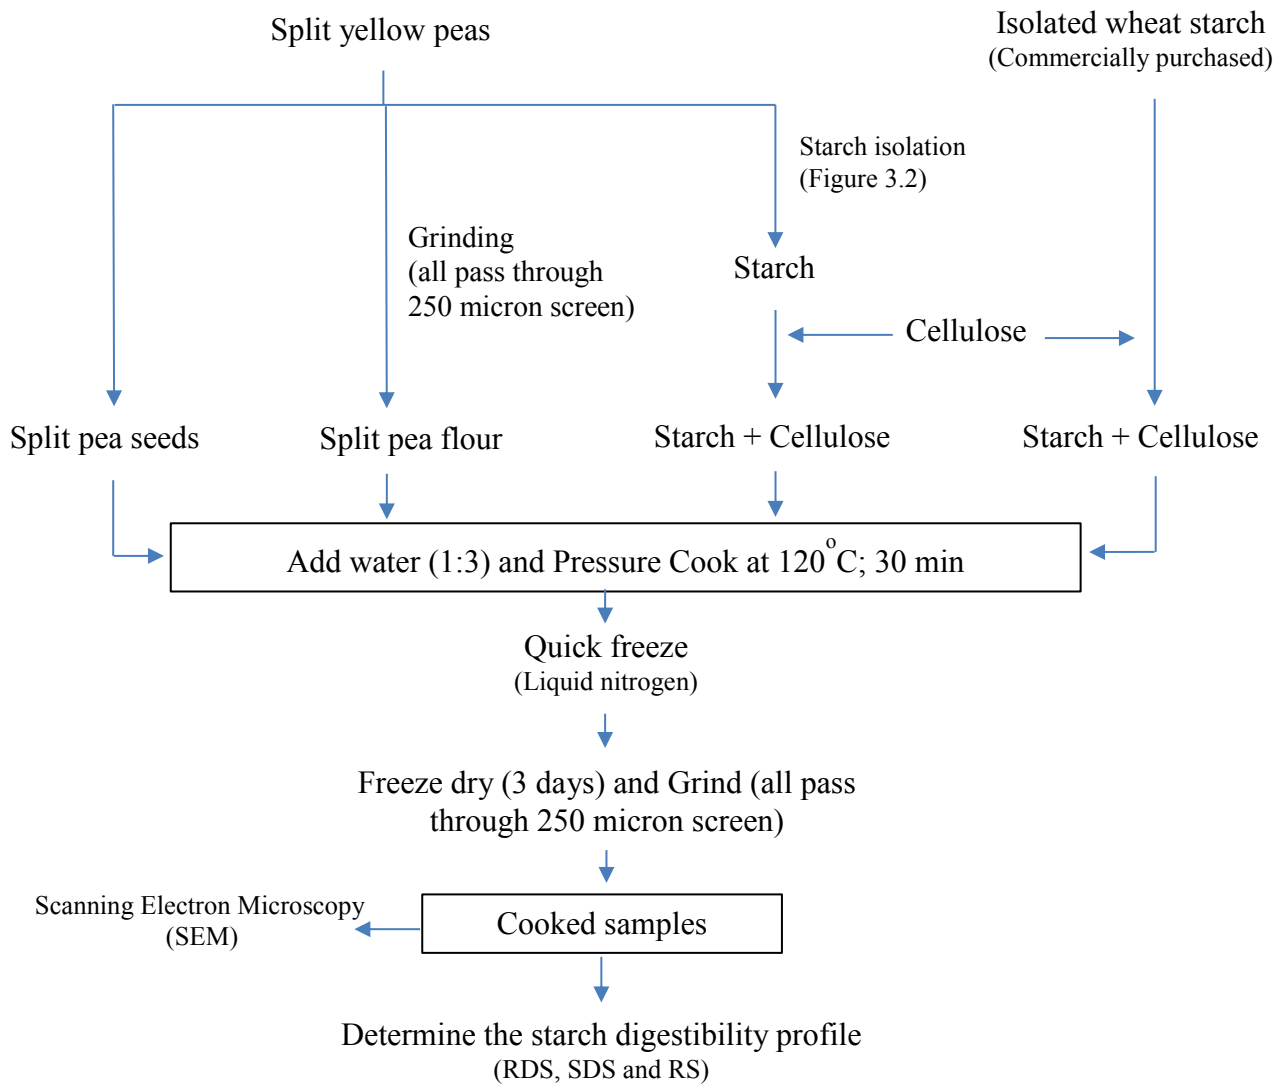 Split yellow peas
Isolated wheat starch
(Commercially purchased)
Starch isolation
(Figure 3.2)
Grinding
(all pass through
250 micron screen)
Starch
Cellulose
Split pea seeds
Split pea flour
Starch + Cellulose
Starch + Cellulose
Add water (1:3) and Pressure Cook at 120°C; 30 min
Quick freeze
(Liquid nitrogen)
Freeze dry (3 days) and Grind (all pass
through 250 micron screen)
Scanning Electron Microscopy
(SEM)
Cooked samples
Determine the starch digestibility profile
(RDS, SDS and RS)